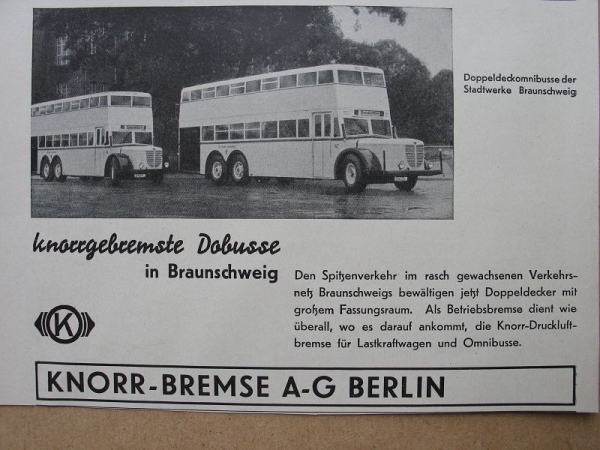 Doppeldeckomnibusse der
Stadtwerke Braunschweig
knorrgebremste Dobusse
in Braunschweig
Den Spitzenverkehr im rasch gewachsenen Verkehrs-
netz Braunschweigs bewältigen jetzt Doppeldecker mit
großem Fassungsraum. Als Betriebsbremse dient wie
überall, wo es darauf ankommt, die Knorr-Druckluft-
bremse für Lastkraftwagen und Omnibusse.
K
KNORR-BREMSE A-G BERLIN